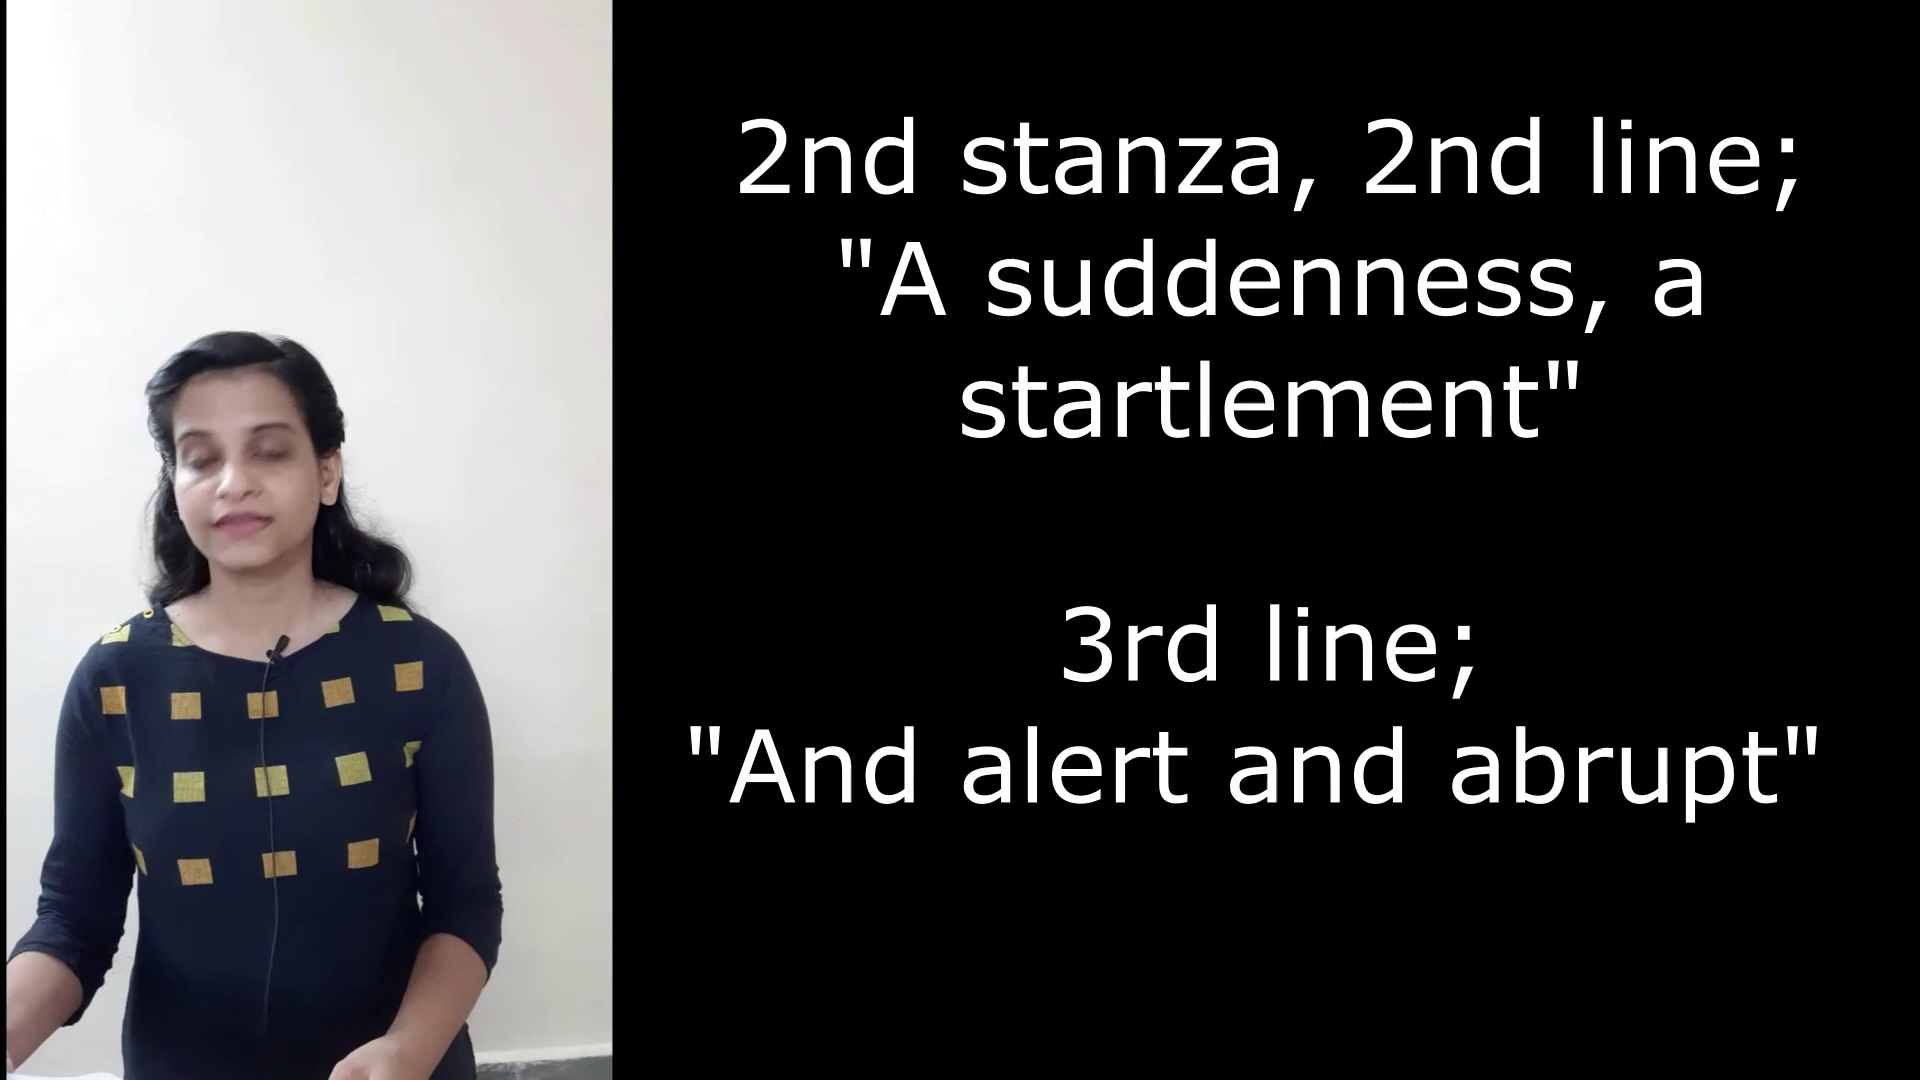 2nd stanza, 2nd line;
"A suddenness, a
startlement"
3rd line;
"And alert and abrupt"